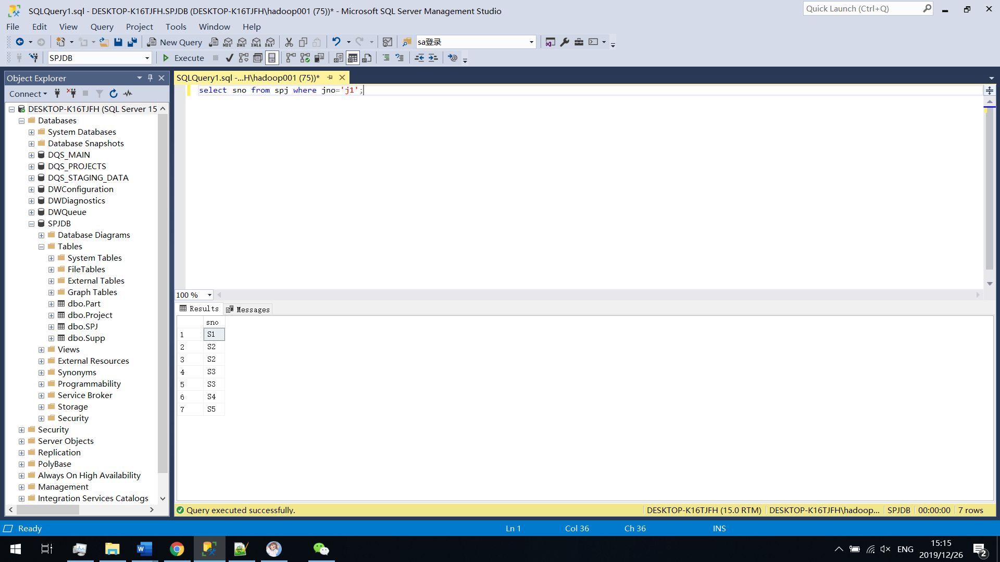 SQLQuery1.sql - DESKTOP-K16TJFH.SPJDB (DESKTOP-K16TJFH\hadoop001 (75))* - Microsoft SQL Server Management Studio
Quick Launch (Ctrl+Q)
File Edit View Query Project Tools Window Help
New Query MDX DMX XMLA DAX sa登录
SPJDB Execute
Object Explorer
Connect
DESKTOP-K16TJFH (SQL Server 15
Databases
System Databases
Database Snapshots
DQS_MAIN
DQS_PROJECTS
DQS_STAGING_DATA
DWConfiguration
DWDiagnostics
DWQueue
SPJDB
Database Diagrams
Tables
System Tables
FileTables
External Tables
Graph Tables
dbo.Part
dbo.Project
dbo.SPJ
dbo.Supp
Views
External Resources
Synonyms
Programmability
Service Broker
Storage
Security
Security
Server Objects
Replication
PolyBase
Always On High Availability
Management
Integration Services Catalogs
SQLQuery1.sql -...H\hadoop001 (75))*
select sno from spj where jno='j1';
100 %
Results Messages
sno
1 S1
2 S2
3 S2
4 S3
5 S3
6 S4
7 S5
Query executed successfully. DESKTOP-K16TJFH (15.0 RTM) DESKTOP-K16TJFH\hadoop... SPJDB 00:00:00 7 rows
Ready Ln 1 Col 36 Ch 36 INS
ENG 15:15
2019/12/26
2